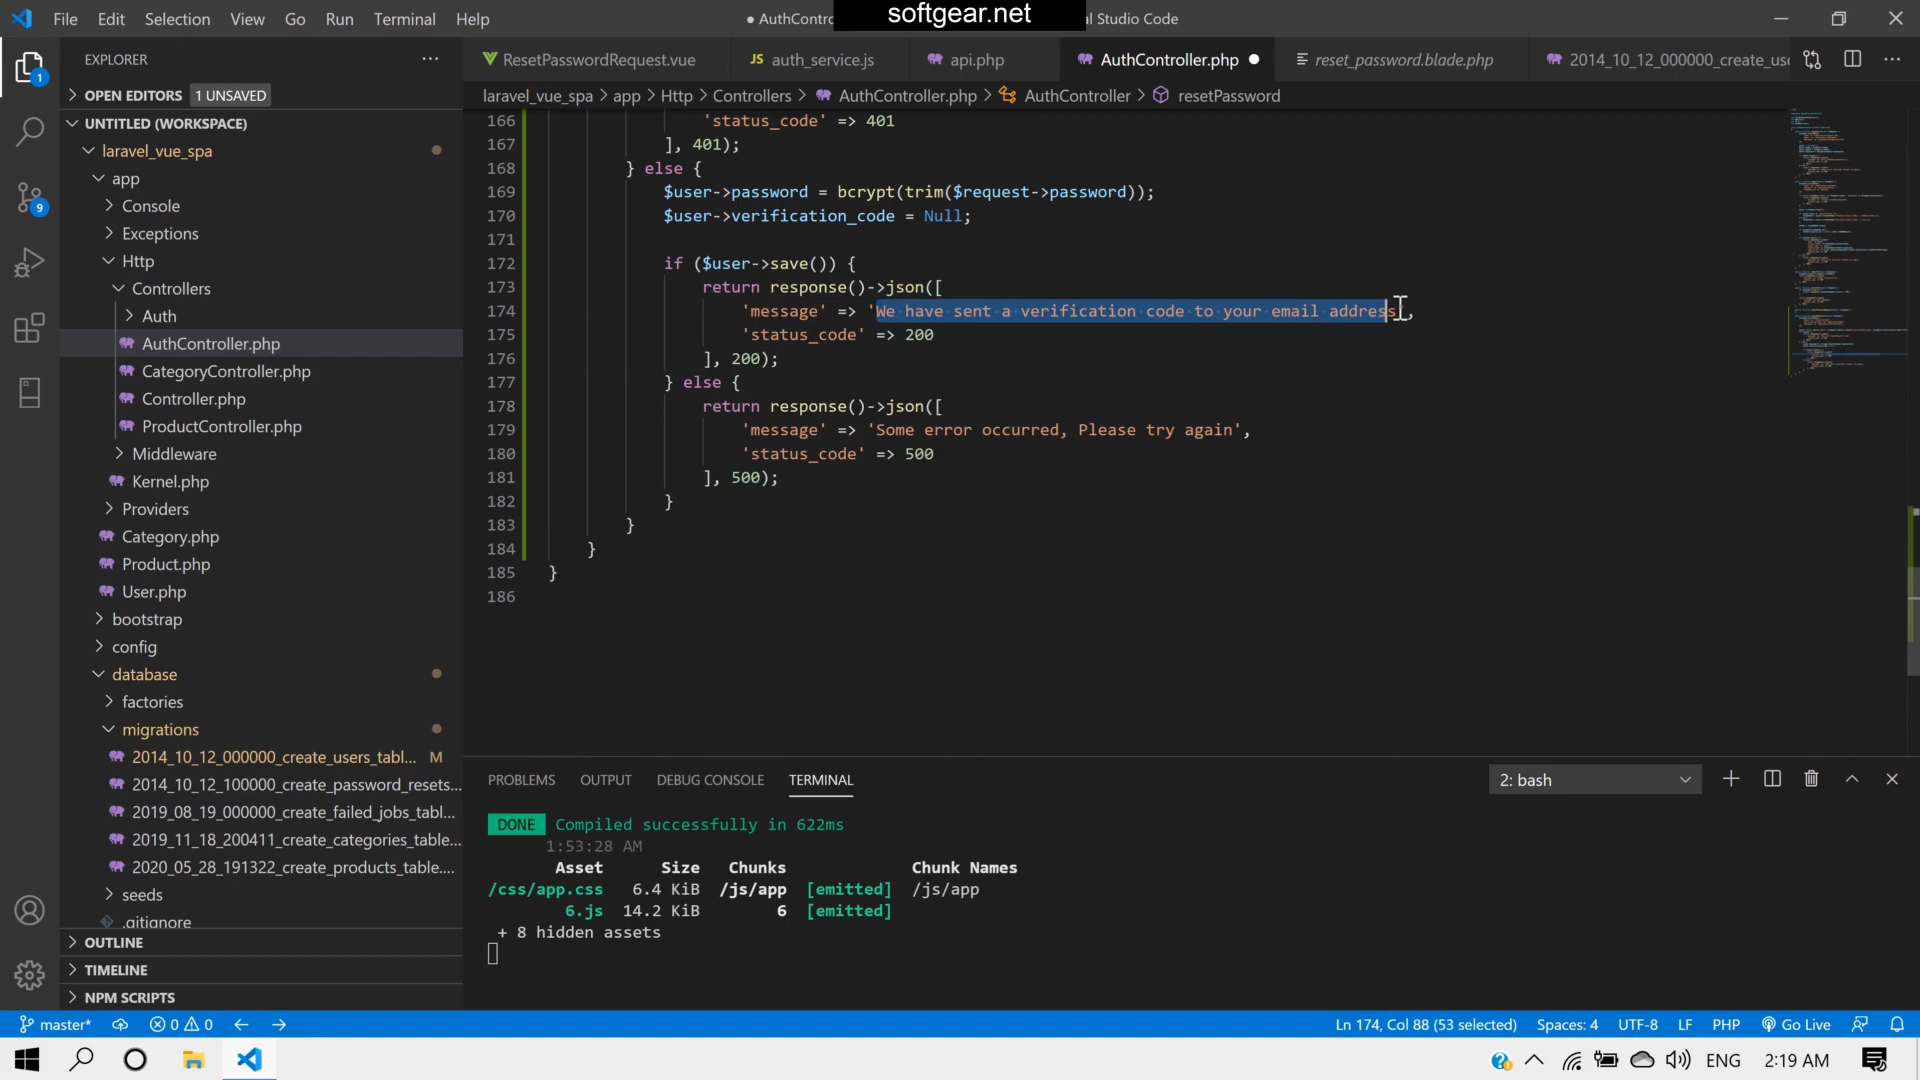 File Edit Selection View Go Run Terminal Help
● AuthContro
softgear.net
al Studio Code
EXPLORER
ResetPasswordRequest.vue
JS auth_service.js
api.php
AuthController.php
reset_password.blade.php
2014_10_12_000000_create_use
OPEN EDITORS 1 UNSAVED
laravel_vue_spa > app > Http > Controllers > AuthController.php > AuthController > resetPassword
UNTITLED (WORKSPACE)
laravel_vue_spa
app
Console
Exceptions
Http
Controllers
Auth
AuthController.php
CategoryController.php
Controller.php
ProductController.php
Middleware
Kernel.php
Providers
Category.php
Product.php
User.php
bootstrap
config
database
factories
migrations
2014_10_12_000000_create_users_tabl... M
2014_10_12_100000_create_password_resets...
2019_08_19_000000_create_failed_jobs_tabl...
2019_11_18_200411_create_categories_table...
2020_05_28_191322_create_products_table....
seeds
.gitignore
OUTLINE
TIMELINE
NPM SCRIPTS
1
9
166 'status_code' => 401
167 ], 401);
168 } else {
169 $user->password = bcrypt(trim($request->password));
170 $user->verification_code = Null;
171
172 if ($user->save()) {
173 return response()->json([
174 'message' => 'We have sent a verification code to your email address',
175 'status_code' => 200
176 ], 200);
177 } else {
178 return response()->json([
179 'message' => 'Some error occurred, Please try again',
180 'status_code' => 500
181 ], 500);
182 }
183 }
184 }
185 }
186
PROBLEMS OUTPUT DEBUG CONSOLE TERMINAL
2: bash
DONE Compiled successfully in 622ms
1:53:28 AM
Asset Size Chunks Chunk Names
/css/app.css 6.4 KiB /js/app [emitted] /js/app
6.js 14.2 KiB 6 [emitted]
+ 8 hidden assets
master* 0 0
Ln 174, Col 88 (53 selected) Spaces: 4 UTF-8 LF PHP Go Live
ENG 2:19 AM